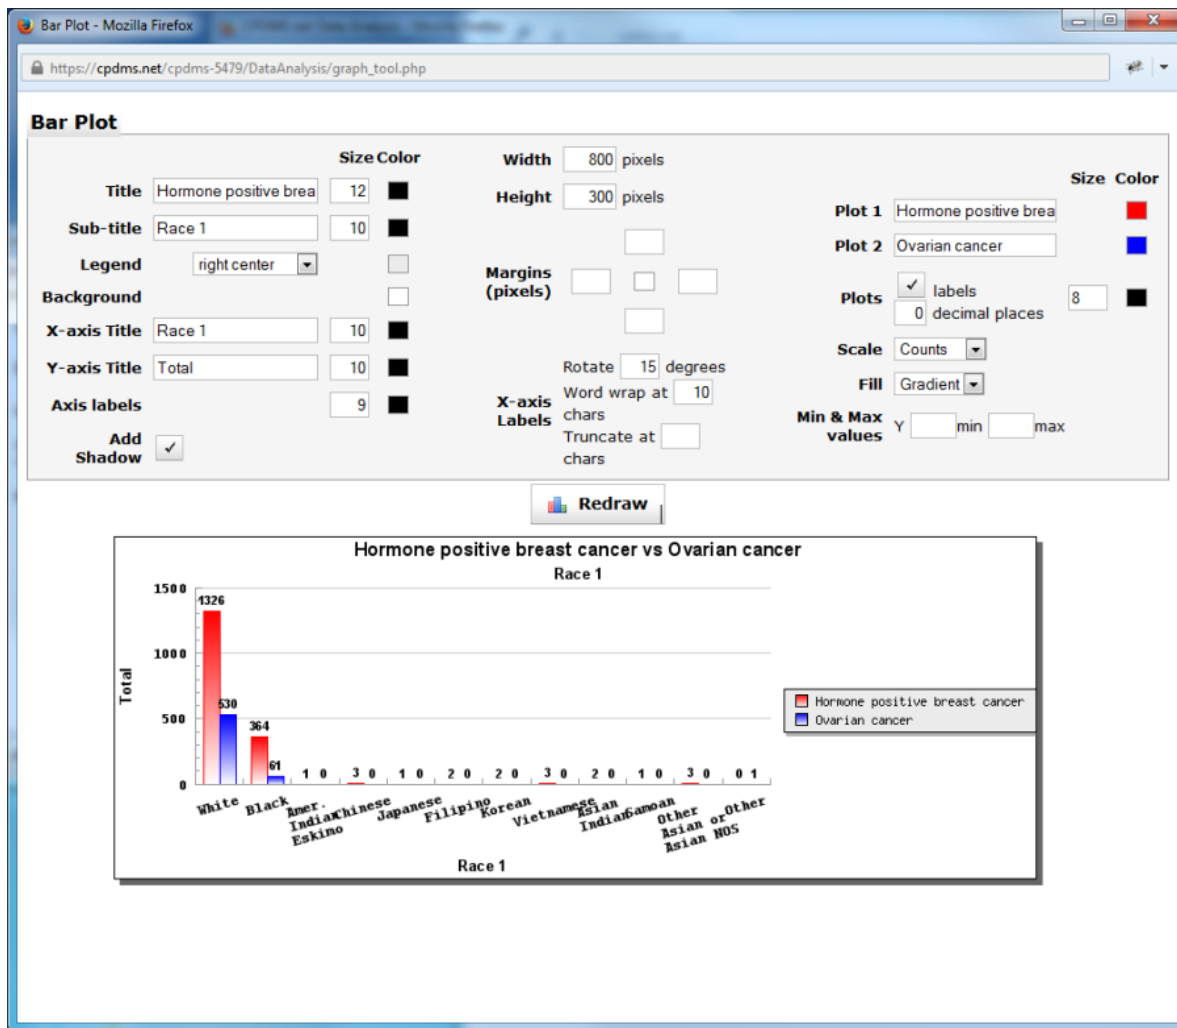 Bar Plot - Mozilla Firefox
https://cpdms.net/cpdms-5479/DataAnalysis/graph_tool.php
Bar Plot
Size Color
Title Hormone positive brea 12
Sub-title Race 1 10
Legend right center
Background
X-axis Title Race 1 10
Y-axis Title Total 10
Axis labels 9
Add
Shadow ✓
Width 800 pixels
Height 300 pixels
Margins
(pixels)
X-axis
Labels
Rotate 15 degrees
Word wrap at 10
chars
Truncate at
chars
Size Color
Plot 1 Hormone positive brea
Plot 2 Ovarian cancer
Plots ✓ labels 8
0 decimal places
Scale Counts
Fill Gradient
Min & Max
values Y min max
Redraw
Hormone positive breast cancer vs Ovarian cancer
Race 1
1500
1000
500
0
Total
1326
530
364
61
1 0
3 0
1 0
2 0
2 0
3 0
2 0
1 0
3 0
0 1
White
Black
Amer.
Indian
Eskimo
Chinese
Japanese
Filipino
Korean
Vietnamese
Asian
Indian
Samoan
Other
Asian or
Asian NOS
Other
Race 1
Hormone positive breast cancer
Ovarian cancer